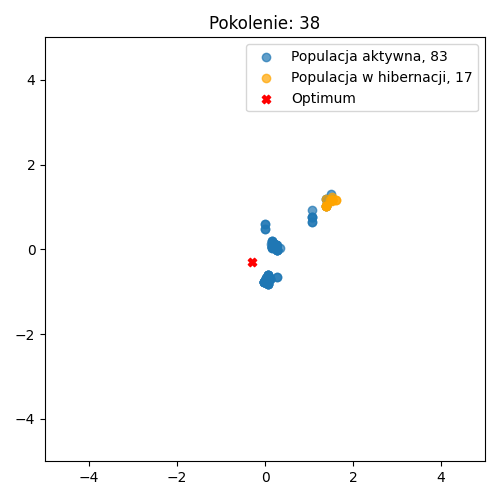 Pokolenie: 38
Populacja aktywna, 83
Populacja w hibernacji, 17
Optimum
4
2
0
−2
−4
−4 −2 0 2 4